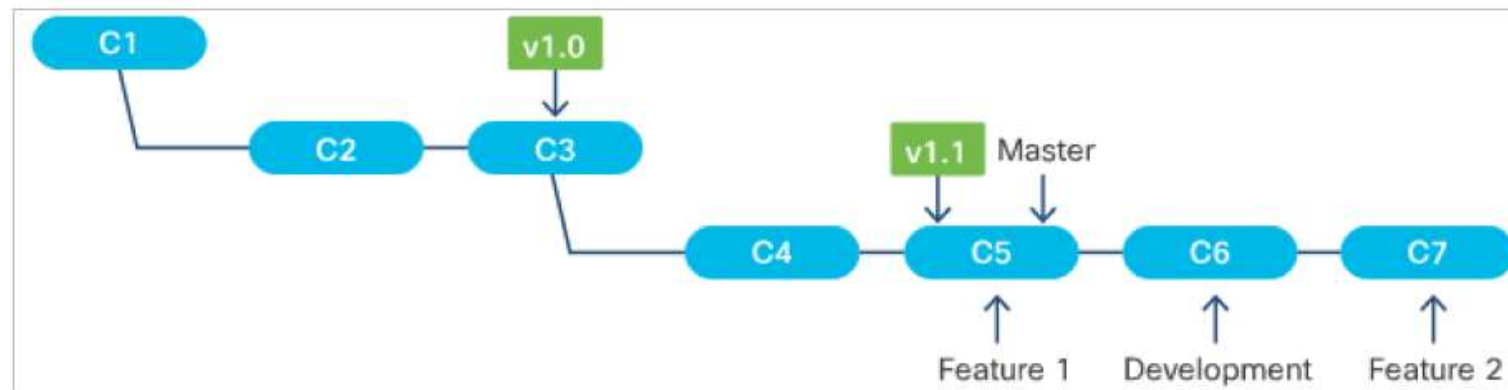 C1
v1.0
C2
C3
v1.1
Master
C4
C5
C6
C7
Feature 1
Development
Feature 2